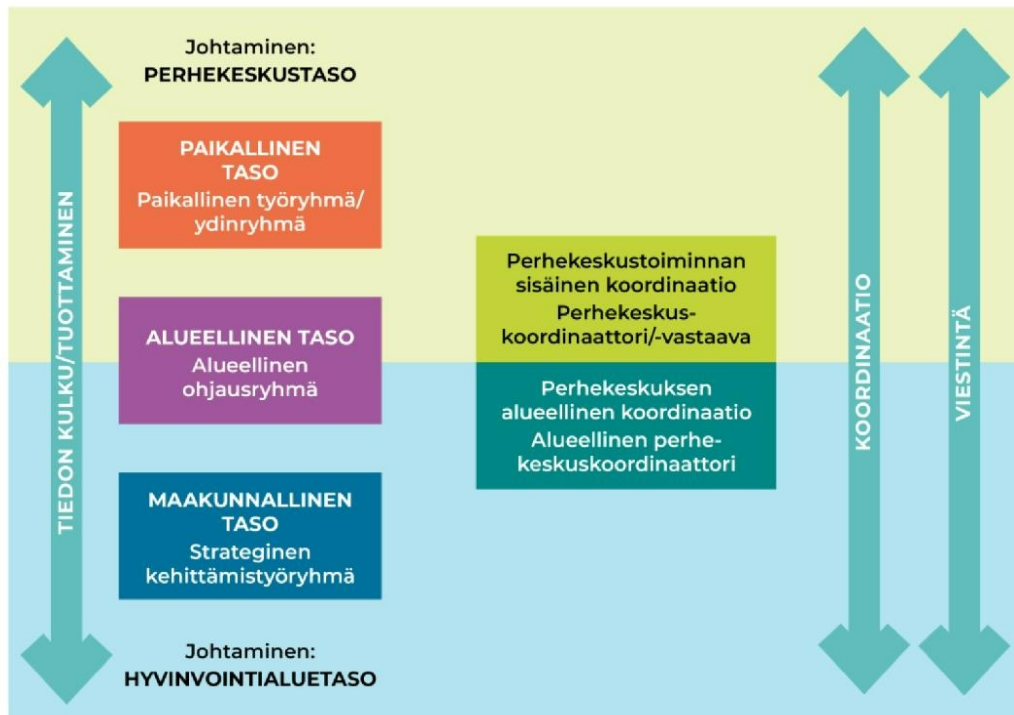 Johtaminen:
PERHEKESKUSTASO
TIEDON KULKU/TUOTTAMINEN
PAIKALLINEN
TASO
Paikallinen työryhmä/
ydinryhmä
ALUEELLINEN TASO
Alueellinen
ohjausryhmä
MAAKUNNALLINEN
TASO
Strateginen
kehittämistyöryhmä
Johtaminen:
HYVINVOINTIALUETASO
Perhekeskustoiminnan
sisäinen koordinaatio
Perhekeskus-
koordinaattori/-vastaava
Perhekeskuksen
alueellinen koordinaatio
Alueellinen perhe-
keskuskoordinaattori
KOORDINAATIO
VIESTINTÄ